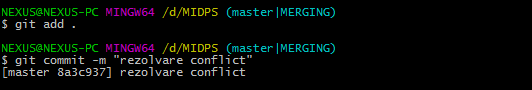 NEXUS@NEXUS-PC MINGW64 /d/MIDPS (master|MERGING)
$ git add .
NEXUS@NEXUS-PC MINGW64 /d/MIDPS (master|MERGING)
$ git commit -m "rezolvare conflict"
[master 8a3c937] rezolvare conflict